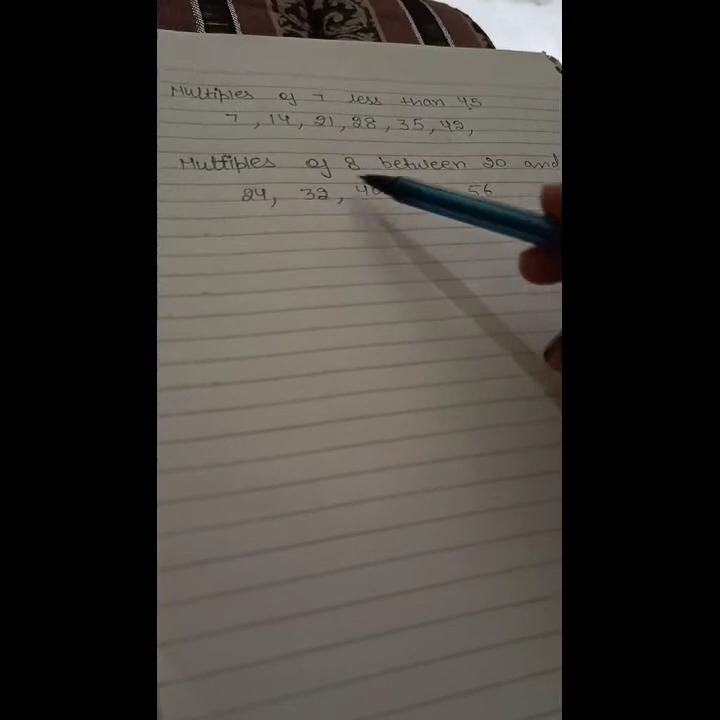 Multiples of 7 less than 45
7, 14, 21, 28, 35, 42,
Multiples of 8 between 20 and
24, 32, 40 56